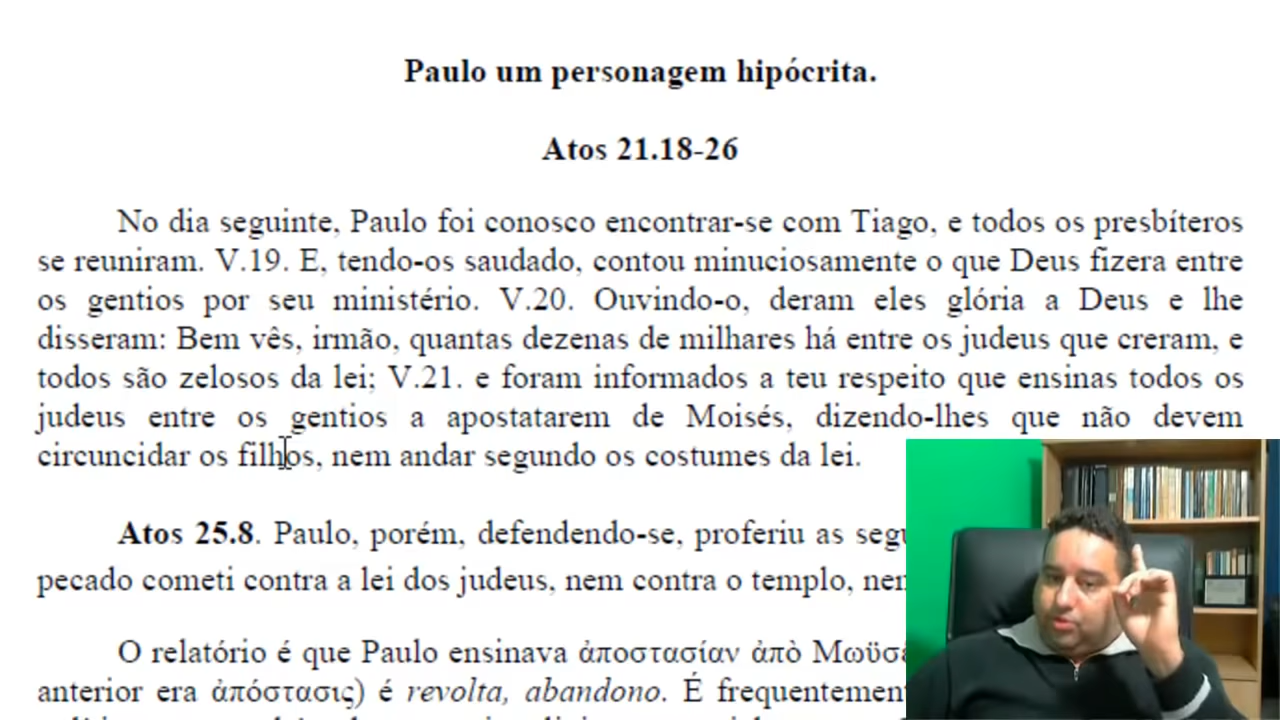 Paulo um personagem hipócrita.
Atos 21.18-26
No dia seguinte, Paulo foi conosco encontrar-se com Tiago, e todos os presbíteros
se reuniram. V.19. E, tendo-os saudado, contou minuciosamente o que Deus fizera entre
os gentios por seu ministério. V.20. Ouvindo-o, deram eles glória a Deus e lhe
disseram: Bem vês, irmão, quantas dezenas de milhares há entre os judeus que creram, e
todos são zelosos da lei; V.21. e foram informados a teu respeito que ensinas todos os
judeus entre os gentios a apostatarem de Moisés, dizendo-lhes que não devem
circuncidar os filhos, nem andar segundo os costumes da lei.
Atos 25.8. Paulo, porém, defendendo-se, proferiu as
pecado cometi contra a lei dos judeus, nem contra o templo,
O relatório é que Paulo ensinava ἀποστασίαν ἀπὸ
anterior era ἀπόστασις) é revolta, abandono. É